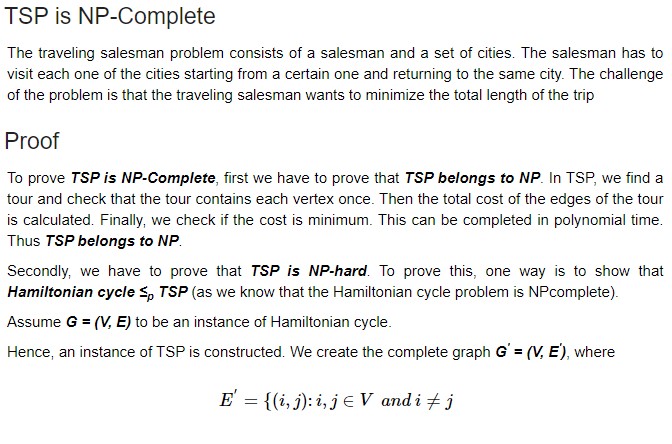 TSP is NP-Complete
The traveling salesman problem consists of a salesman and a set of cities. The salesman has to
visit each one of the cities starting from a certain one and returning to the same city. The challenge
of the problem is that the traveling salesman wants to minimize the total length of the trip
Proof
To prove TSP is NP-Complete, first we have to prove that TSP belongs to NP. In TSP, we find a
tour and check that the tour contains each vertex once. Then the total cost of the edges of the tour
is calculated. Finally, we check if the cost is minimum. This can be completed in polynomial time.
Thus TSP belongs to NP.
Secondly, we have to prove that TSP is NP-hard. To prove this, one way is to show that
Hamiltonian cycle ≤p TSP (as we know that the Hamiltonian cycle problem is NPcomplete).
Assume G = (V, E) to be an instance of Hamiltonian cycle.
Hence, an instance of TSP is constructed. We create the complete graph G' = (V, E'), where
E′ = {(i, j): i, j ∈ V and i ≠ j